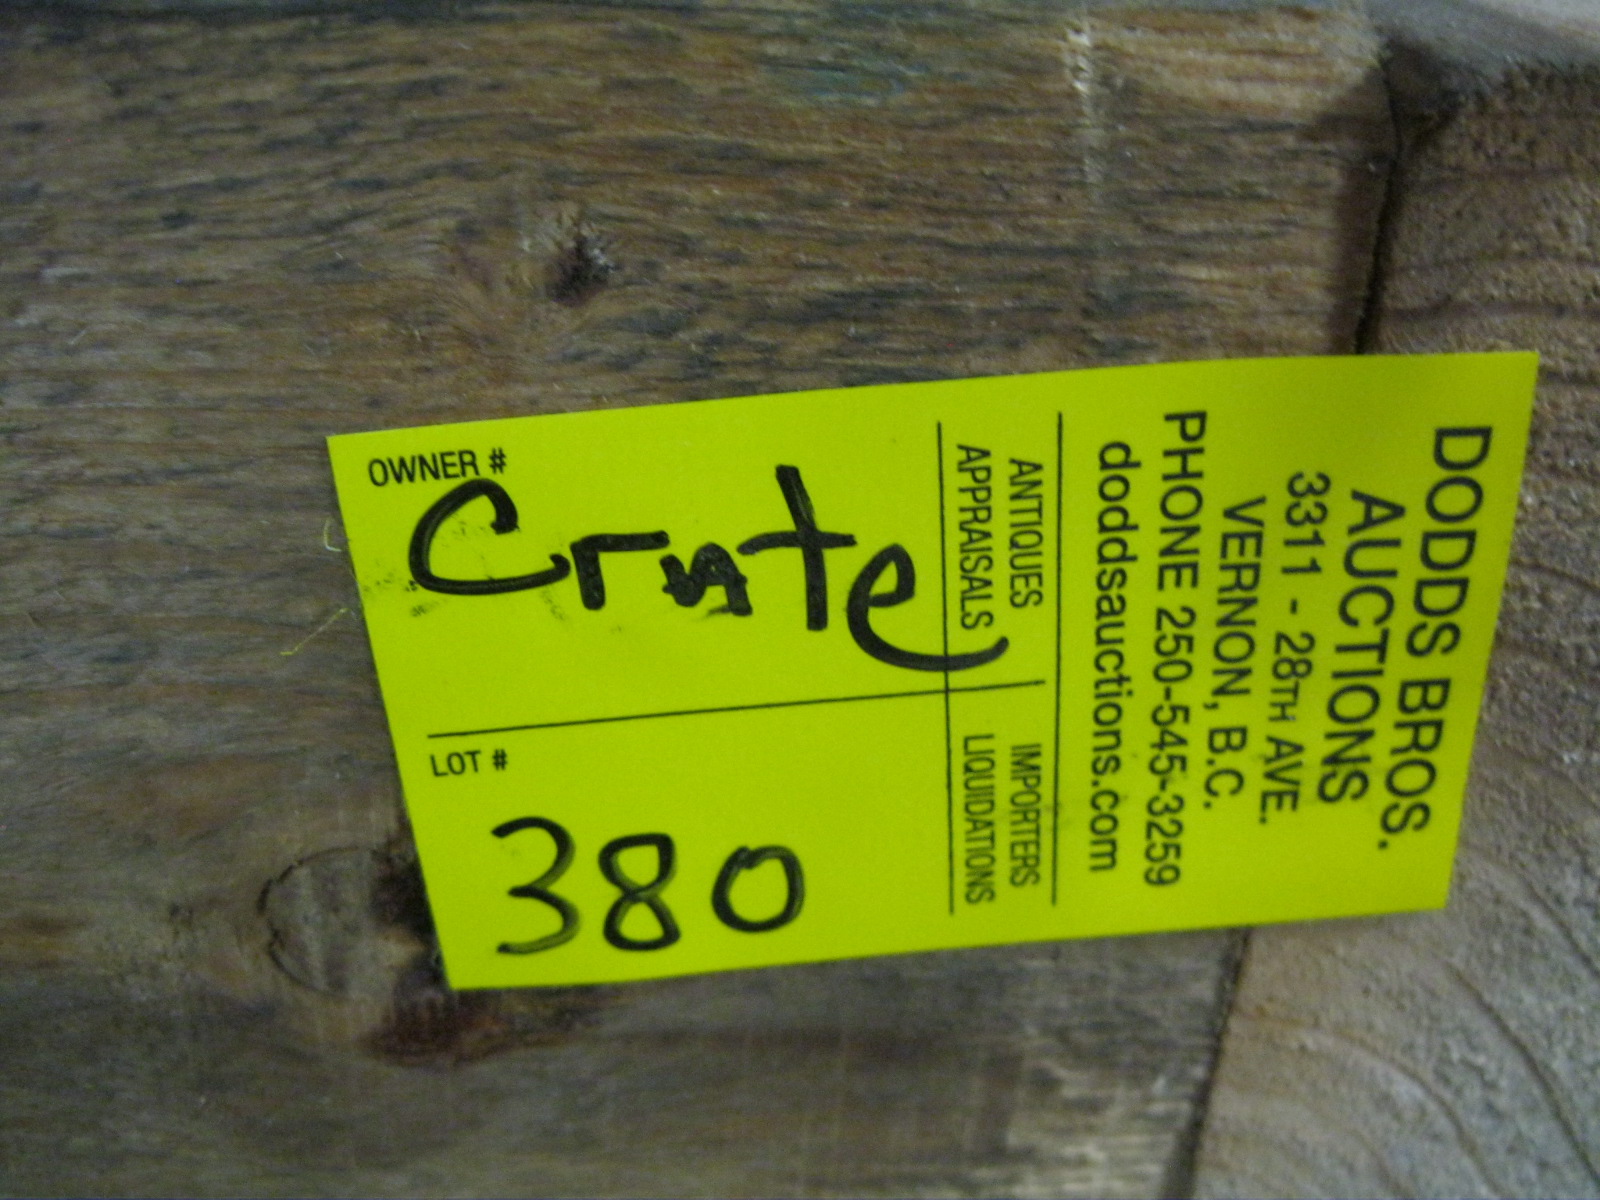 OWNER #
Crate
LOT #
380
ANTIQUES
APPRAISALS
IMPORTERS
LIQUIDATIONS
DODDS BROS.
AUCTIONS
3311 - 28TH AVE.
VERNON, B.C.
PHONE 250-545-3259
doddsauctions.com